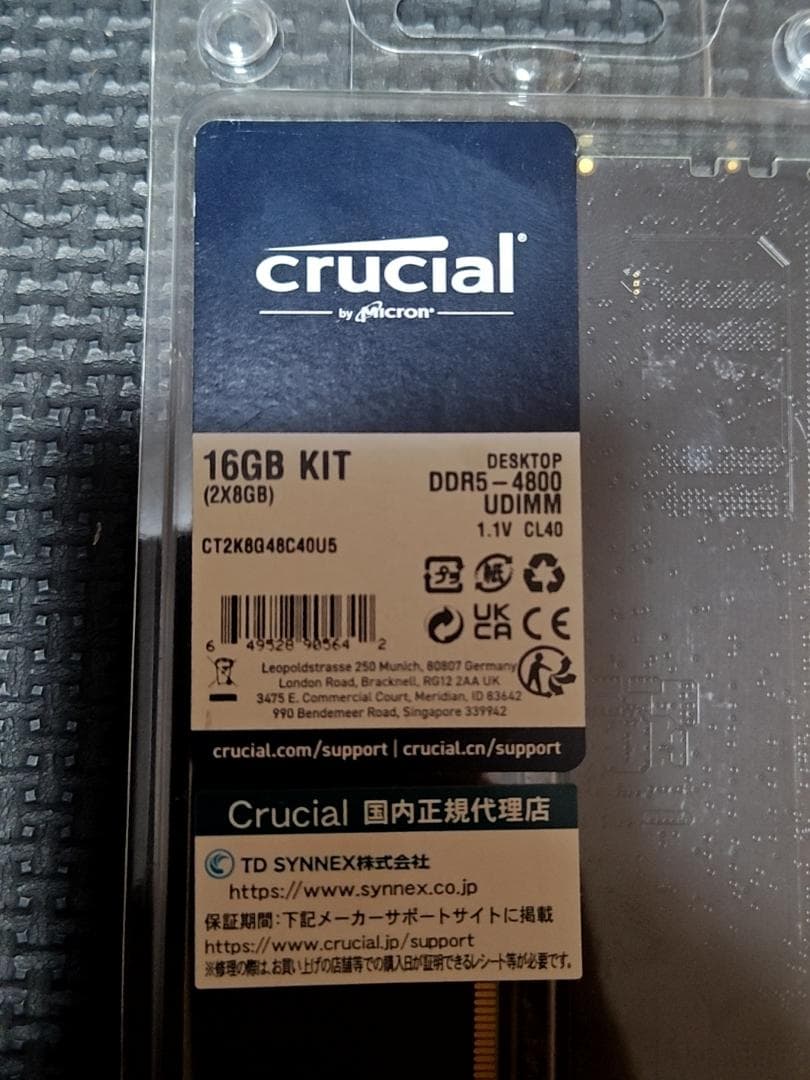 crucial®
by Micron®
16GB KIT
(2X8GB)
DESKTOP
DDR5-4800
UDIMM
1.1V CL40
CT2K8G48C40U5
プラ
紙
UK
CA
CE
6 49528 90564 2
Leopoldstrasse 250 Munich, 80807 Germany
London Road, Bracknell, RG12 2AA UK
3475 E. Commercial Court, Meridian, ID 83642
990 Bendemeer Road, Singapore 339942
crucial.com/support | crucial.cn/support
Crucial 国内正規代理店
TD SYNNEX株式会社
https://www.synnex.co.jp
保証期間:下記メーカーサポートサイトに掲載
https://www.crucial.jp/support
※修理の際は、お買い上げの店舗等での購入日が証明できるレシート等が必要です。